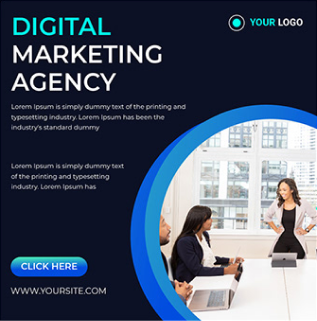 DIGITAL
MARKETING
AGENCY
YOUR LOGO
Lorem Ipsum is simply dummy text of the printing and
typesetting industry. Lorem Ipsum has been the
industry's standard dummy
Lorem Ipsum is simply dummy text
of the printing and typesetting
industry. Lorem Ipsum has
CLICK HERE
WWW.YOURSITE.COM